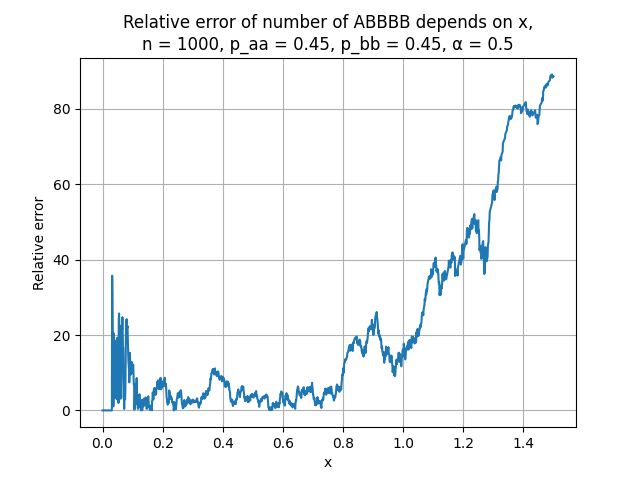 Relative error of number of ABBBB depends on x,
n = 1000, p_aa = 0.45, p_bb = 0.45, α = 0.5
Relative error
80
60
40
20
0
0.0 0.2 0.4 0.6 0.8 1.0 1.2 1.4
x